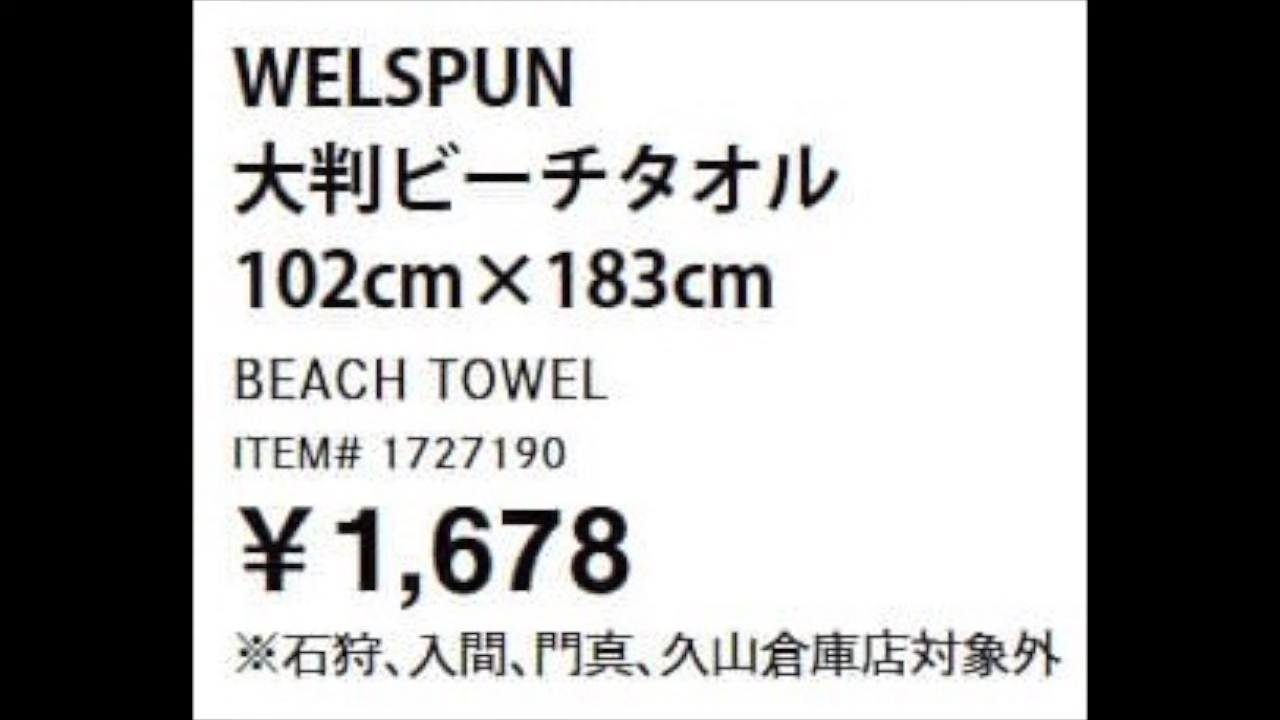 WELSPUN
大判ビーチタオル
102cm×183cm
BEACH TOWEL
ITEM# 1727190
¥1,678
※石狩、入間、門真、久山倉庫店対象外